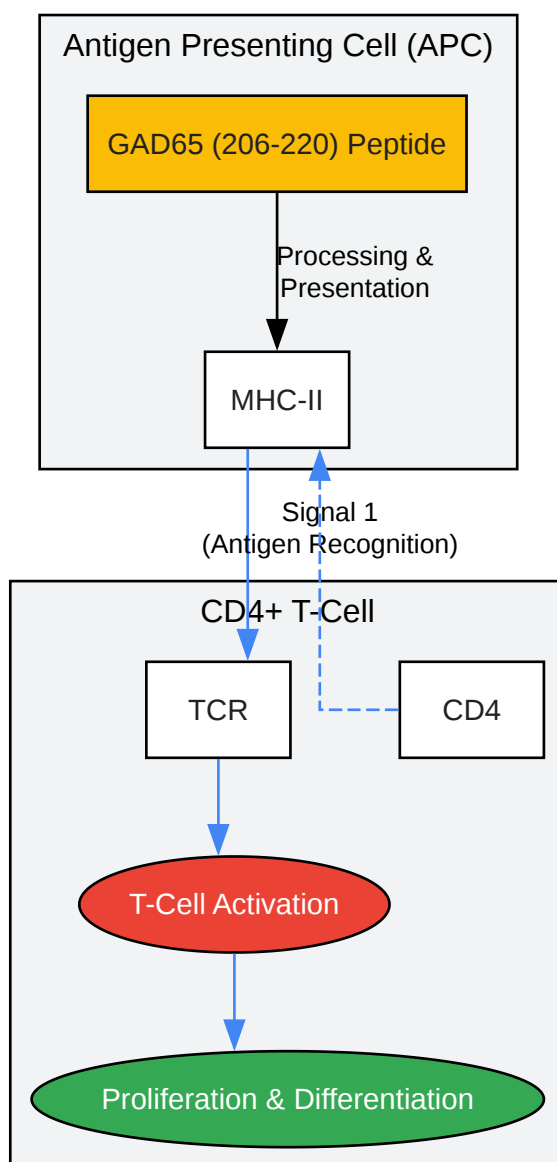 Antigen Presenting Cell (APC)
GAD65 (206-220) Peptide
Processing &
Presentation
MHC-II
Signal 1
(Antigen Recognition)
CD4+ T-Cell
TCR
CD4
T-Cell Activation
Proliferation & Differentiation